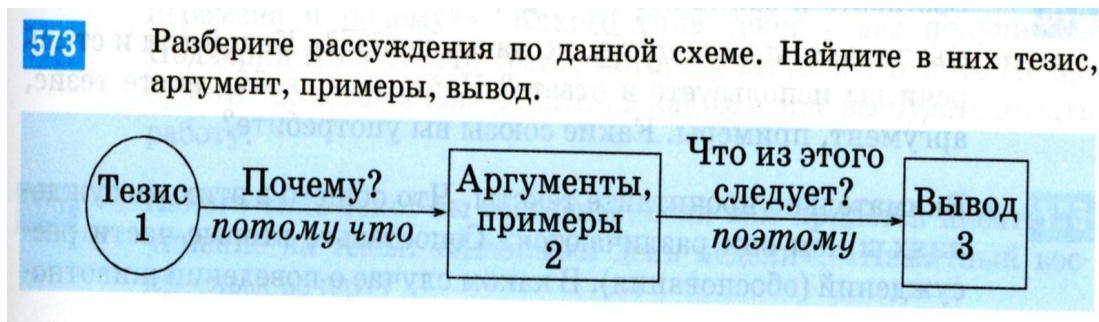 573 Разберите рассуждения по данной схеме. Найдите в них тезис,
аргумент, примеры, вывод.
Тезис
1
Почему?
потому что
Аргументы,
примеры
2
Что из этого
следует?
поэтому
Вывод
3